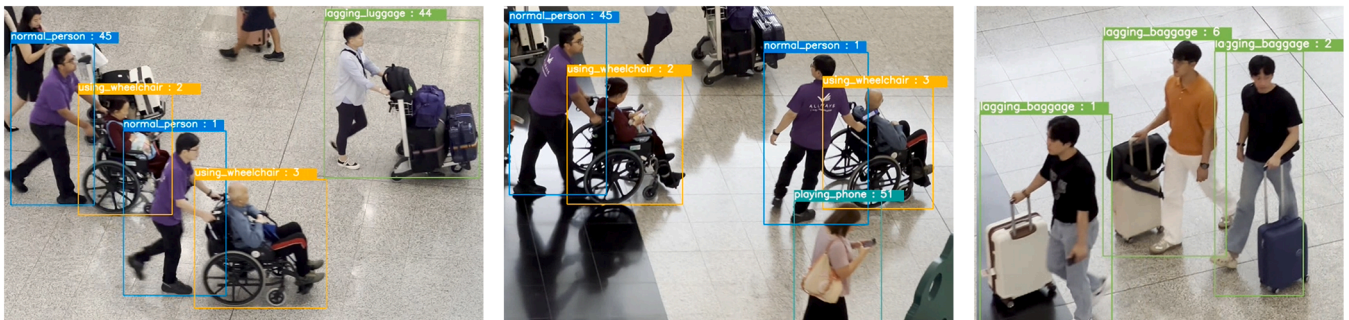 lagging_luggage : 44
normal_person : 45
using_wheelchair : 2
normal_person : 1
using_wheelchair : 3
normal_person : 45
normal_person : 1
using_wheelchair : 2
using_wheelchair : 3
playing_phone : 51
lagging_baggage : 6
lagging_baggage : 2
lagging_baggage : 1